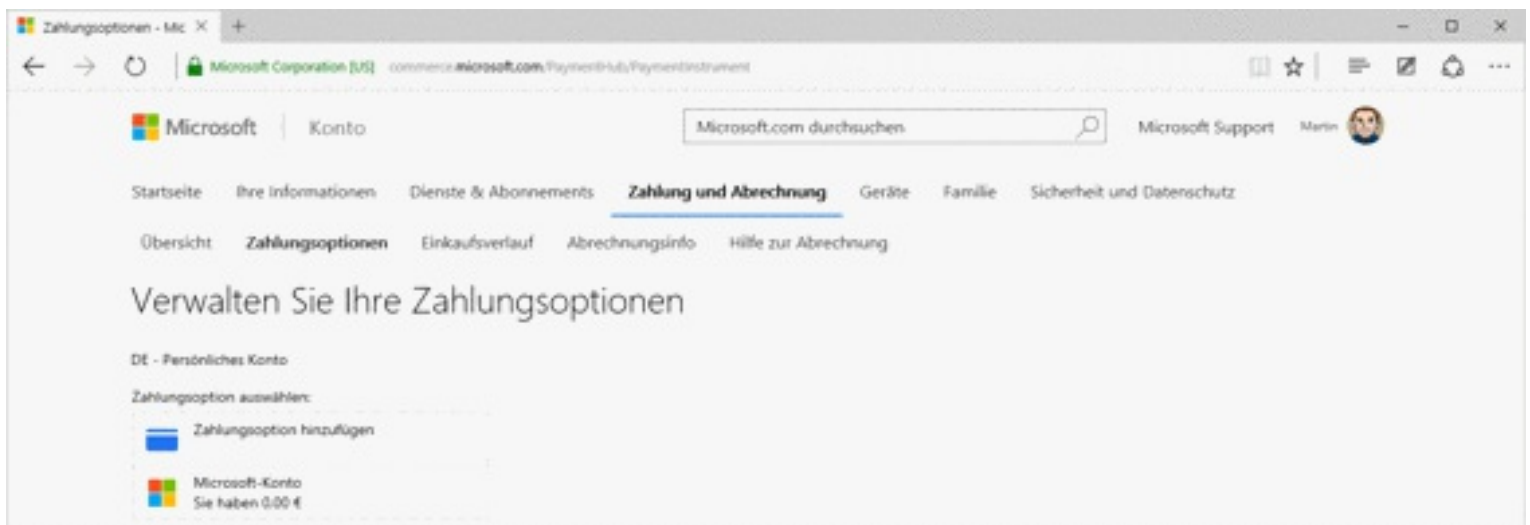 Zahlungsoptionen - Mic
Microsoft Corporation [US] commerce.microsoft.com/PaymentHub/PaymentInstrument
Microsoft Konto Microsoft.com durchsuchen Microsoft Support Martin
Startseite Ihre Informationen Dienste & Abonnements Zahlung und Abrechnung Geräte Familie Sicherheit und Datenschutz
Übersicht Zahlungsoptionen Einkaufsverlauf Abrechnungsinfo Hilfe zur Abrechnung
Verwalten Sie Ihre Zahlungsoptionen
DE - Persönliches Konto
Zahlungsoption auswählen:
Zahlungsoption hinzufügen
Microsoft-Konto
Sie haben 0,00 €